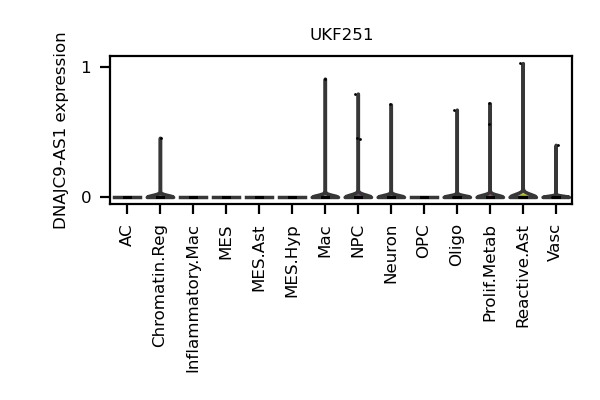 UKF251
DNAJC9-AS1 expression
1
0
AC
Chromatin.Reg
Inflammatory.Mac
MES
MES.Ast
MES.Hyp
Mac
NPC
Neuron
OPC
Oligo
Prolif.Metab
Reactive.Ast
Vasc